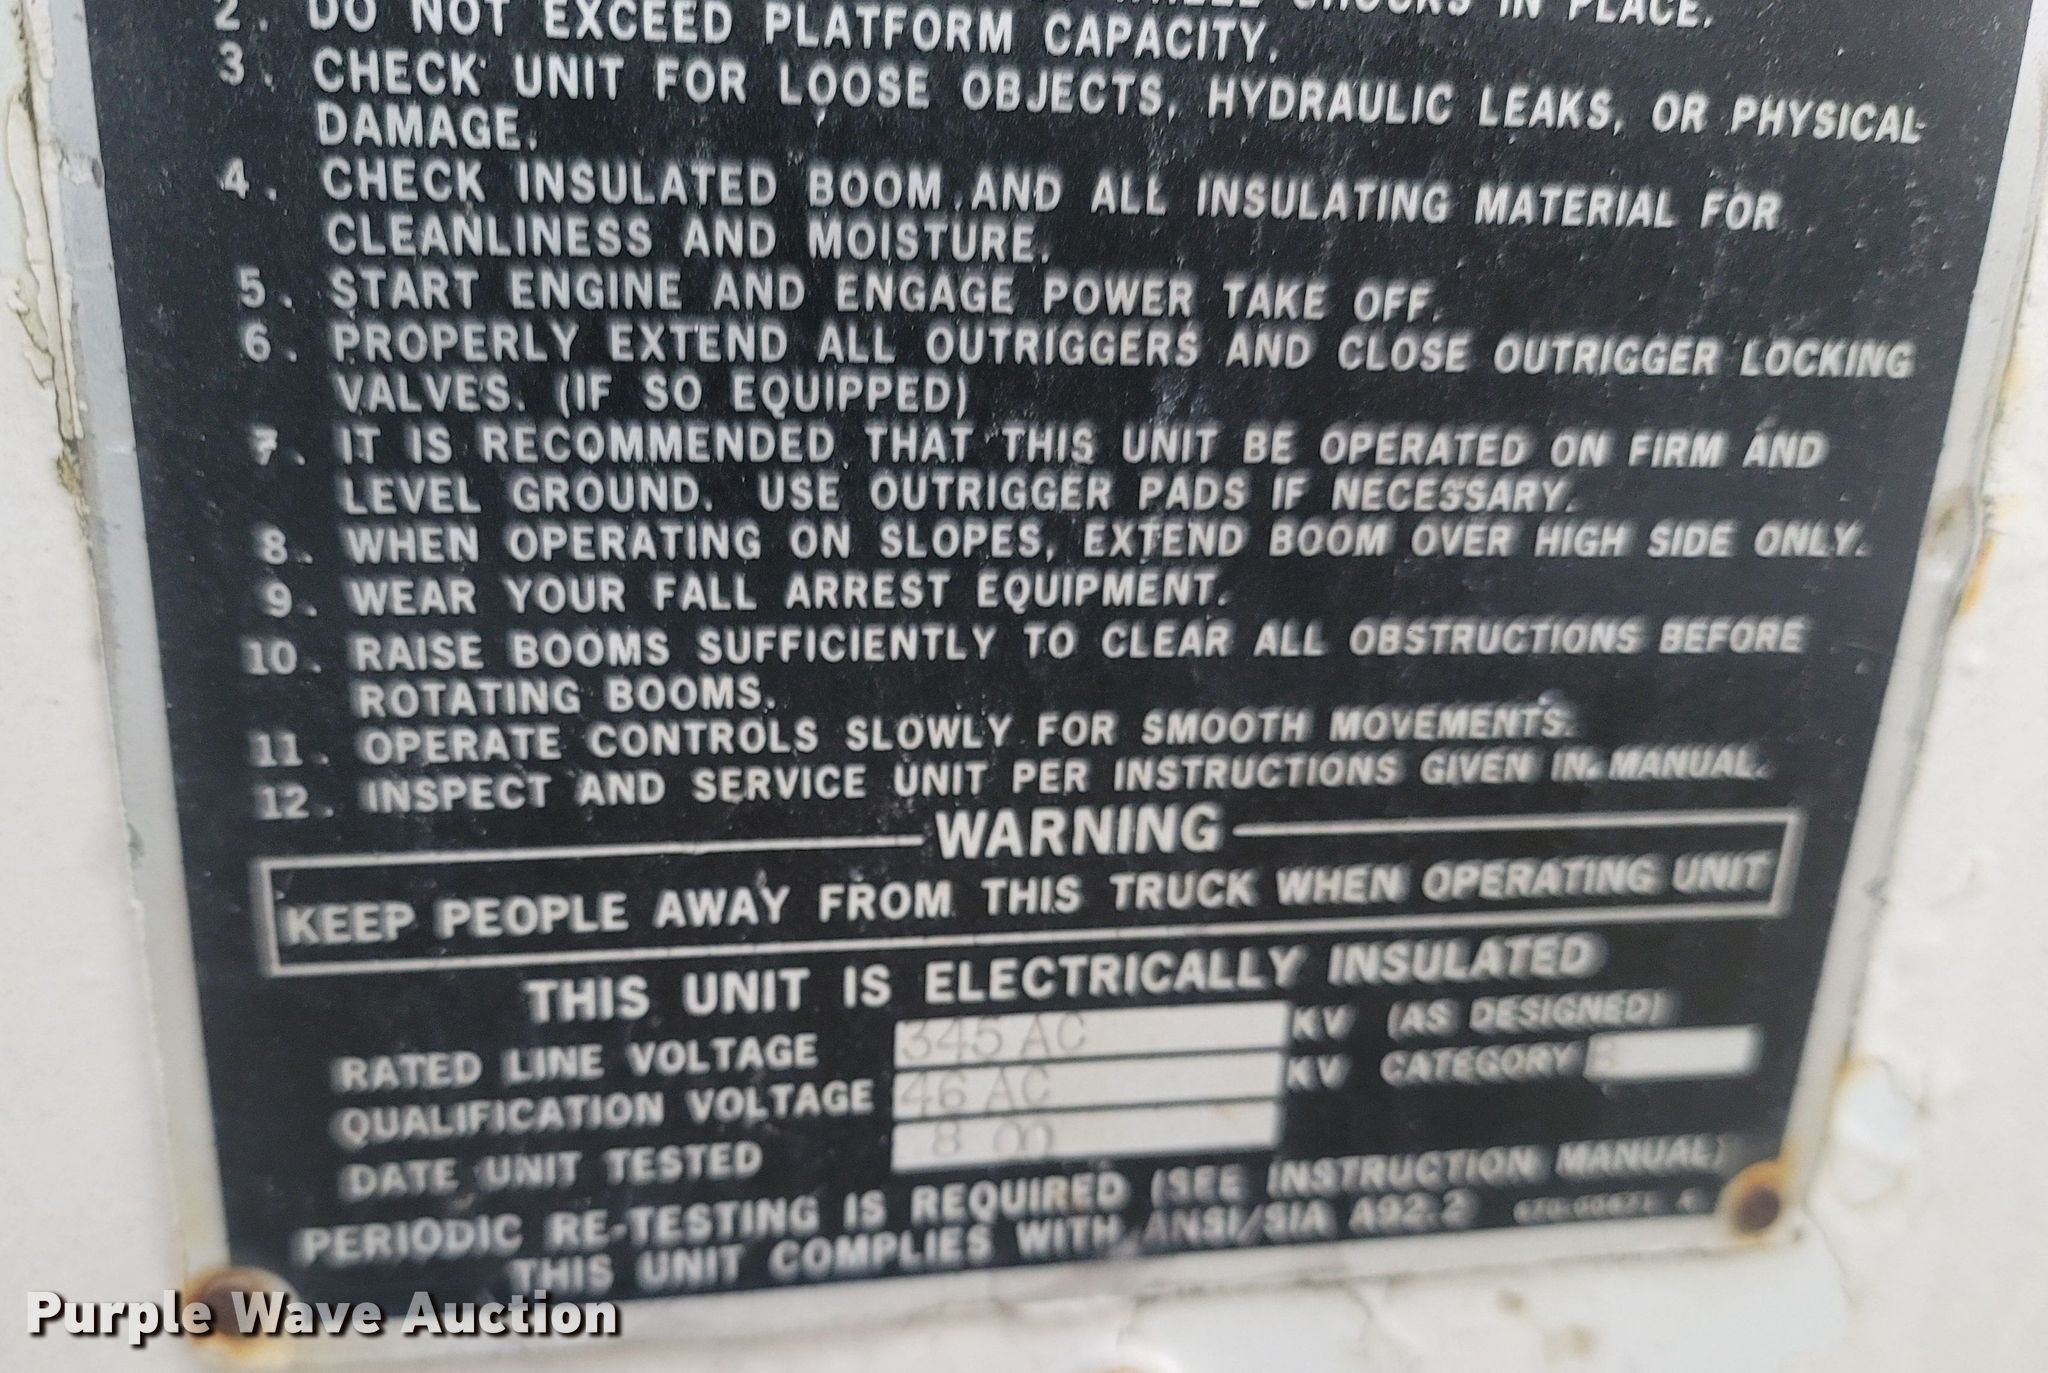 2. DO NOT EXCEED PLATFORM CAPACITY.
IN PLACE.
3. CHECK UNIT FOR LOOSE OBJECTS, HYDRAULIC LEAKS, OR PHYSICAL
DAMAGE.
4. CHECK INSULATED BOOM AND ALL INSULATING MATERIAL FOR
CLEANLINESS AND MOISTURE.
5. START ENGINE AND ENGAGE POWER TAKE OFF.
6. PROPERLY EXTEND ALL OUTRIGGERS AND CLOSE OUTRIGGER LOCKING
VALVES. (IF SO EQUIPPED)
7. IT IS RECOMMENDED THAT THIS UNIT BE OPERATED ON FIRM AND
LEVEL GROUND. USE OUTRIGGER PADS IF NECESSARY.
8. WHEN OPERATING ON SLOPES, EXTEND BOOM OVER HIGH SIDE ONLY.
9. WEAR YOUR FALL ARREST EQUIPMENT.
10. RAISE BOOMS SUFFICIENTLY TO CLEAR ALL OBSTRUCTIONS BEFORE
ROTATING BOOMS.
11. OPERATE CONTROLS SLOWLY FOR SMOOTH MOVEMENTS.
12. INSPECT AND SERVICE UNIT PER INSTRUCTIONS GIVEN IN MANUAL.
WARNING
KEEP PEOPLE AWAY FROM THIS TRUCK WHEN OPERATING UNIT
THIS UNIT IS ELECTRICALLY INSULATED
RATED LINE VOLTAGE 345 AC KV (AS DESIGNED)
QUALIFICATION VOLTAGE 46 AC KV CATEGORY
DATE UNIT TESTED 8 00
PERIODIC RE-TESTING IS REQUIRED (SEE INSTRUCTION MANUAL)
THIS UNIT COMPLIES WITH ANSI/SIA A92.2
Purple Wave Auction